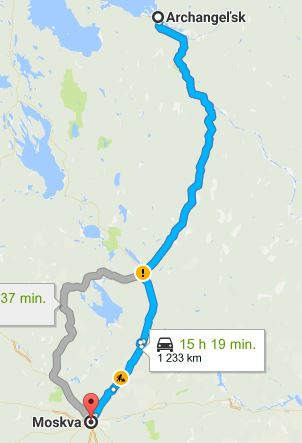 Archangel'sk
37 min.
15 h 19 min.
1 233 km
Moskva